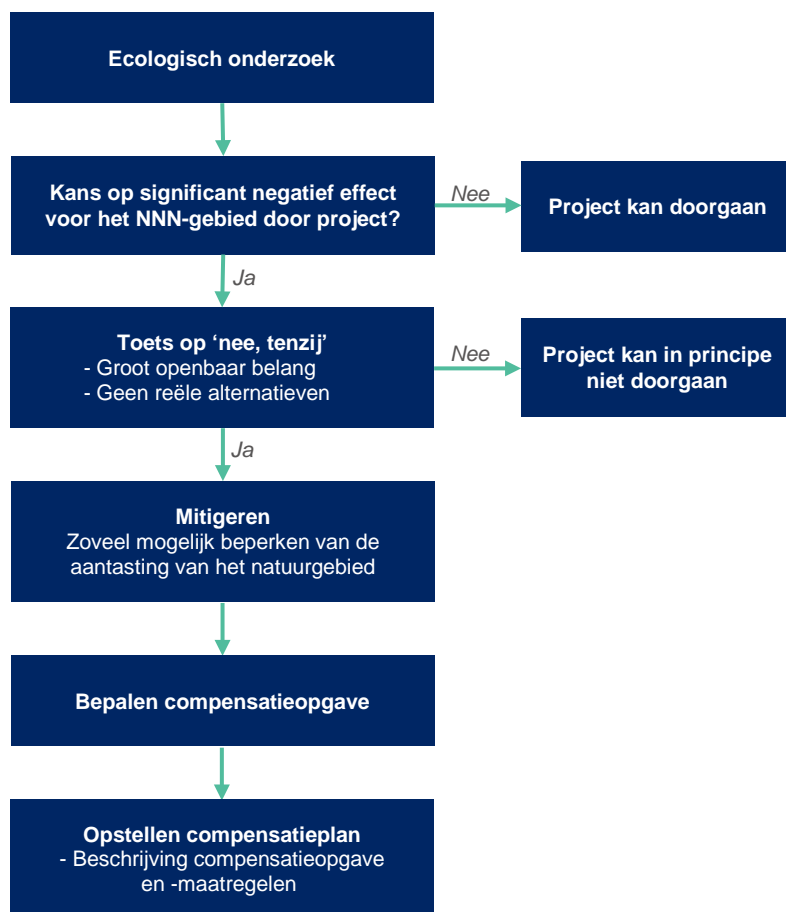 Ecologisch onderzoek
Kans op significant negatief effect
voor het NNN-gebied door project?
Nee
Project kan doorgaan
Ja
Toets op ‘nee, tenzij’
- Groot openbaar belang
- Geen reële alternatieven
Nee
Project kan in principe
niet doorgaan
Ja
Mitigeren
Zoveel mogelijk beperken van de
aantasting van het natuurgebied
Bepalen compensatieopgave
Opstellen compensatieplan
- Beschrijving compensatieopgave
en -maatregelen